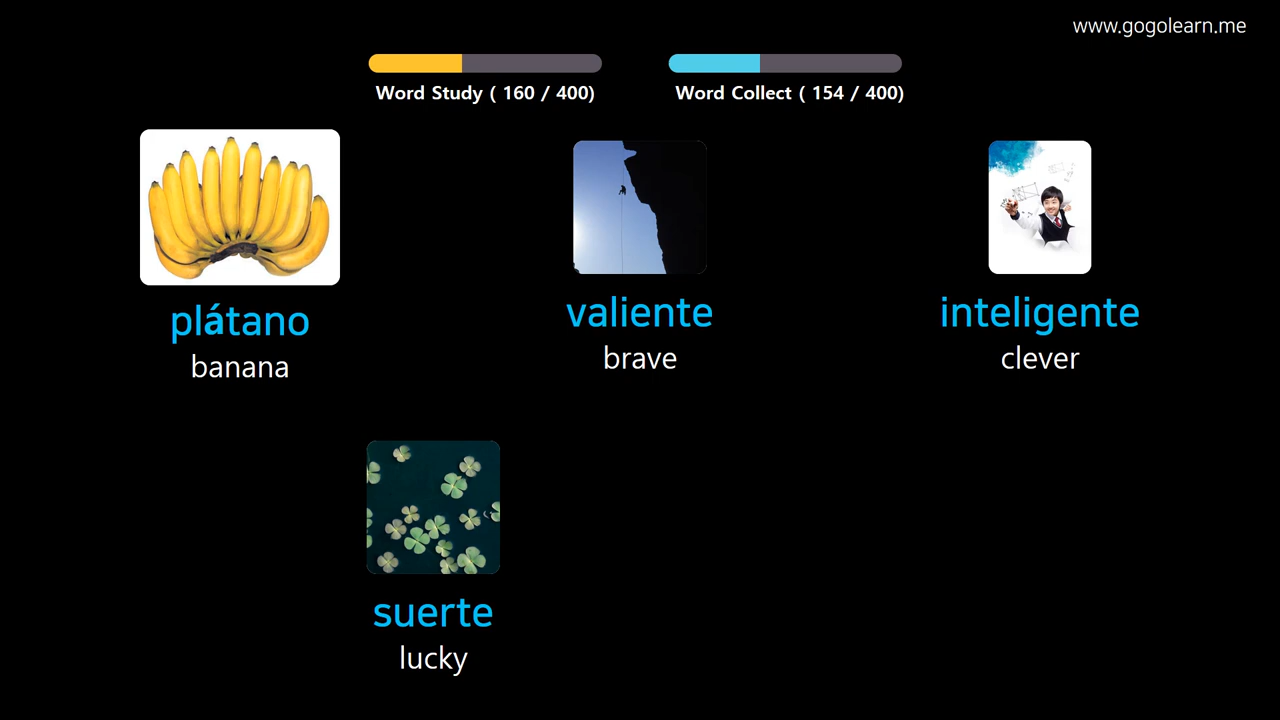 www.gogolearn.me
Word Study ( 160 / 400)
Word Collect ( 154 / 400)
plátano
banana
valiente
brave
inteligente
clever
suerte
lucky